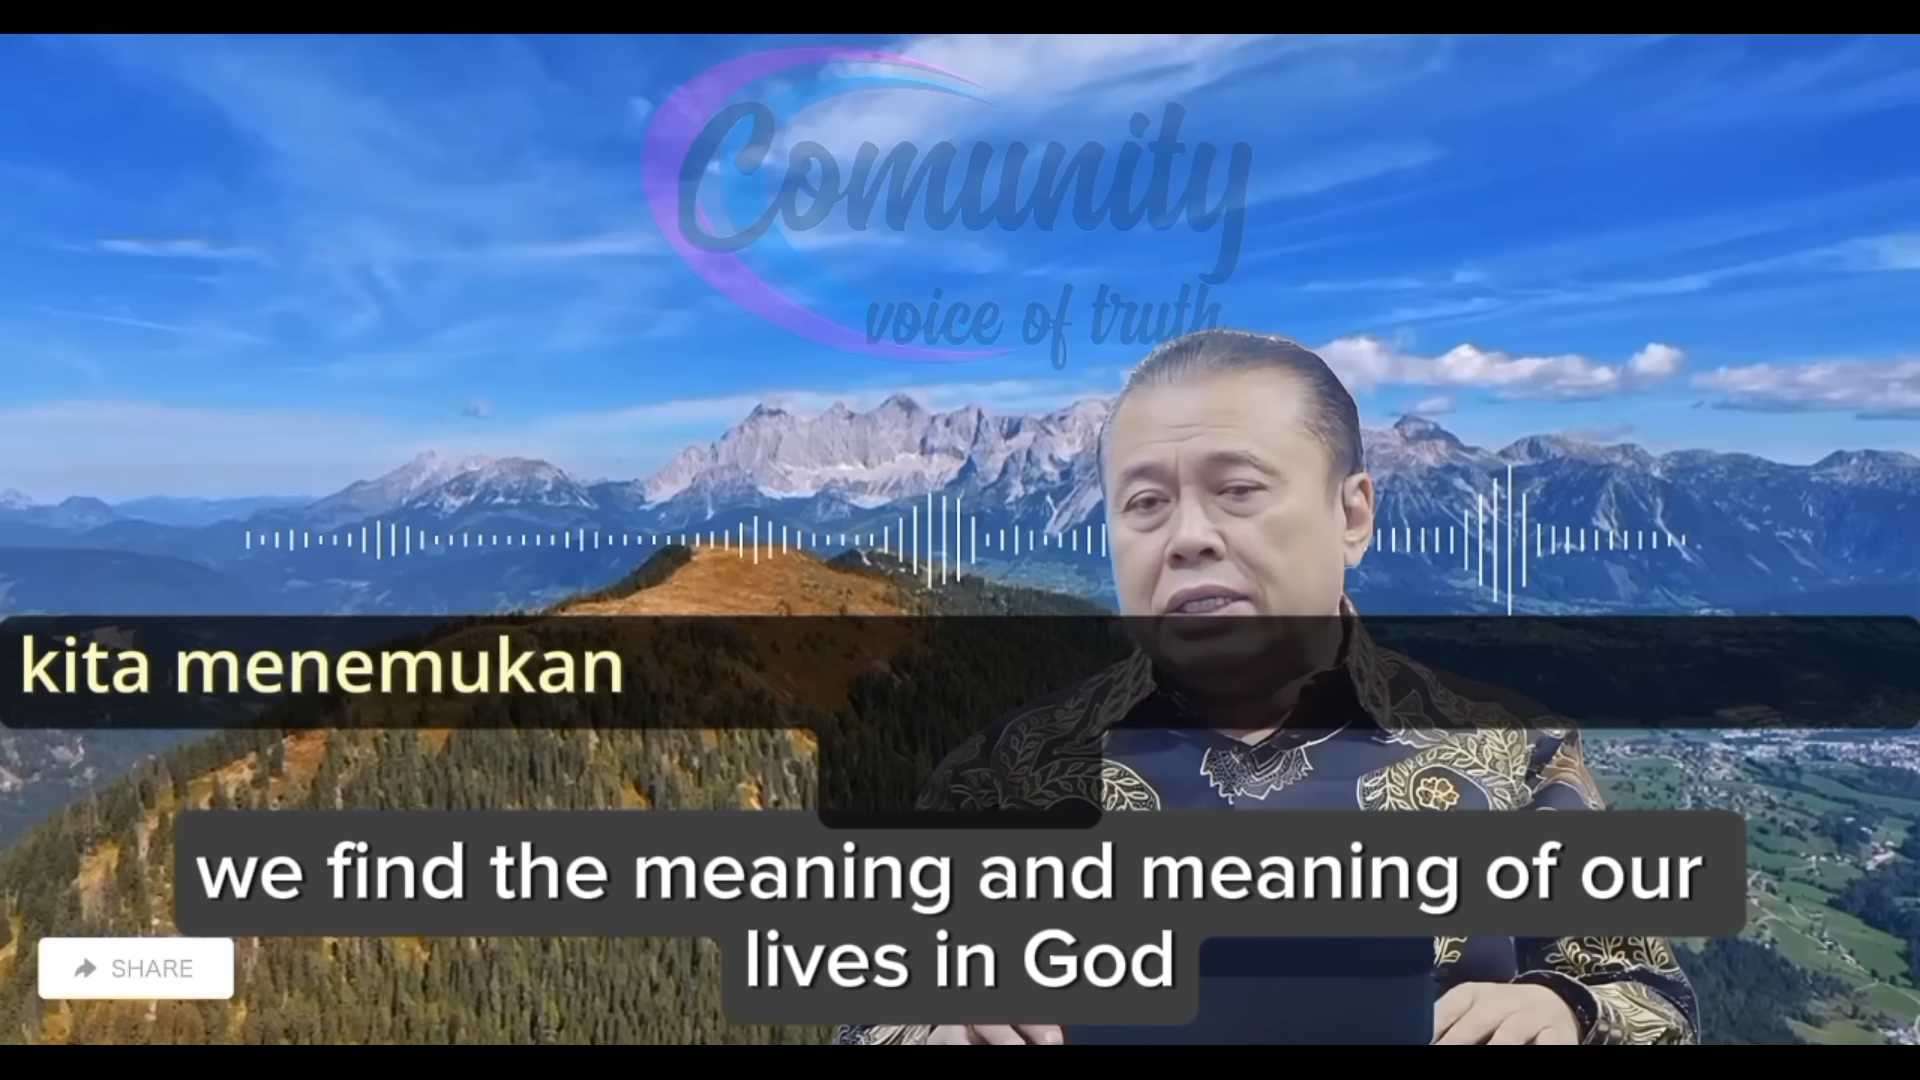 Comunity
voice of truth
kita menemukan
we find the meaning and meaning of our
lives in God
SHARE